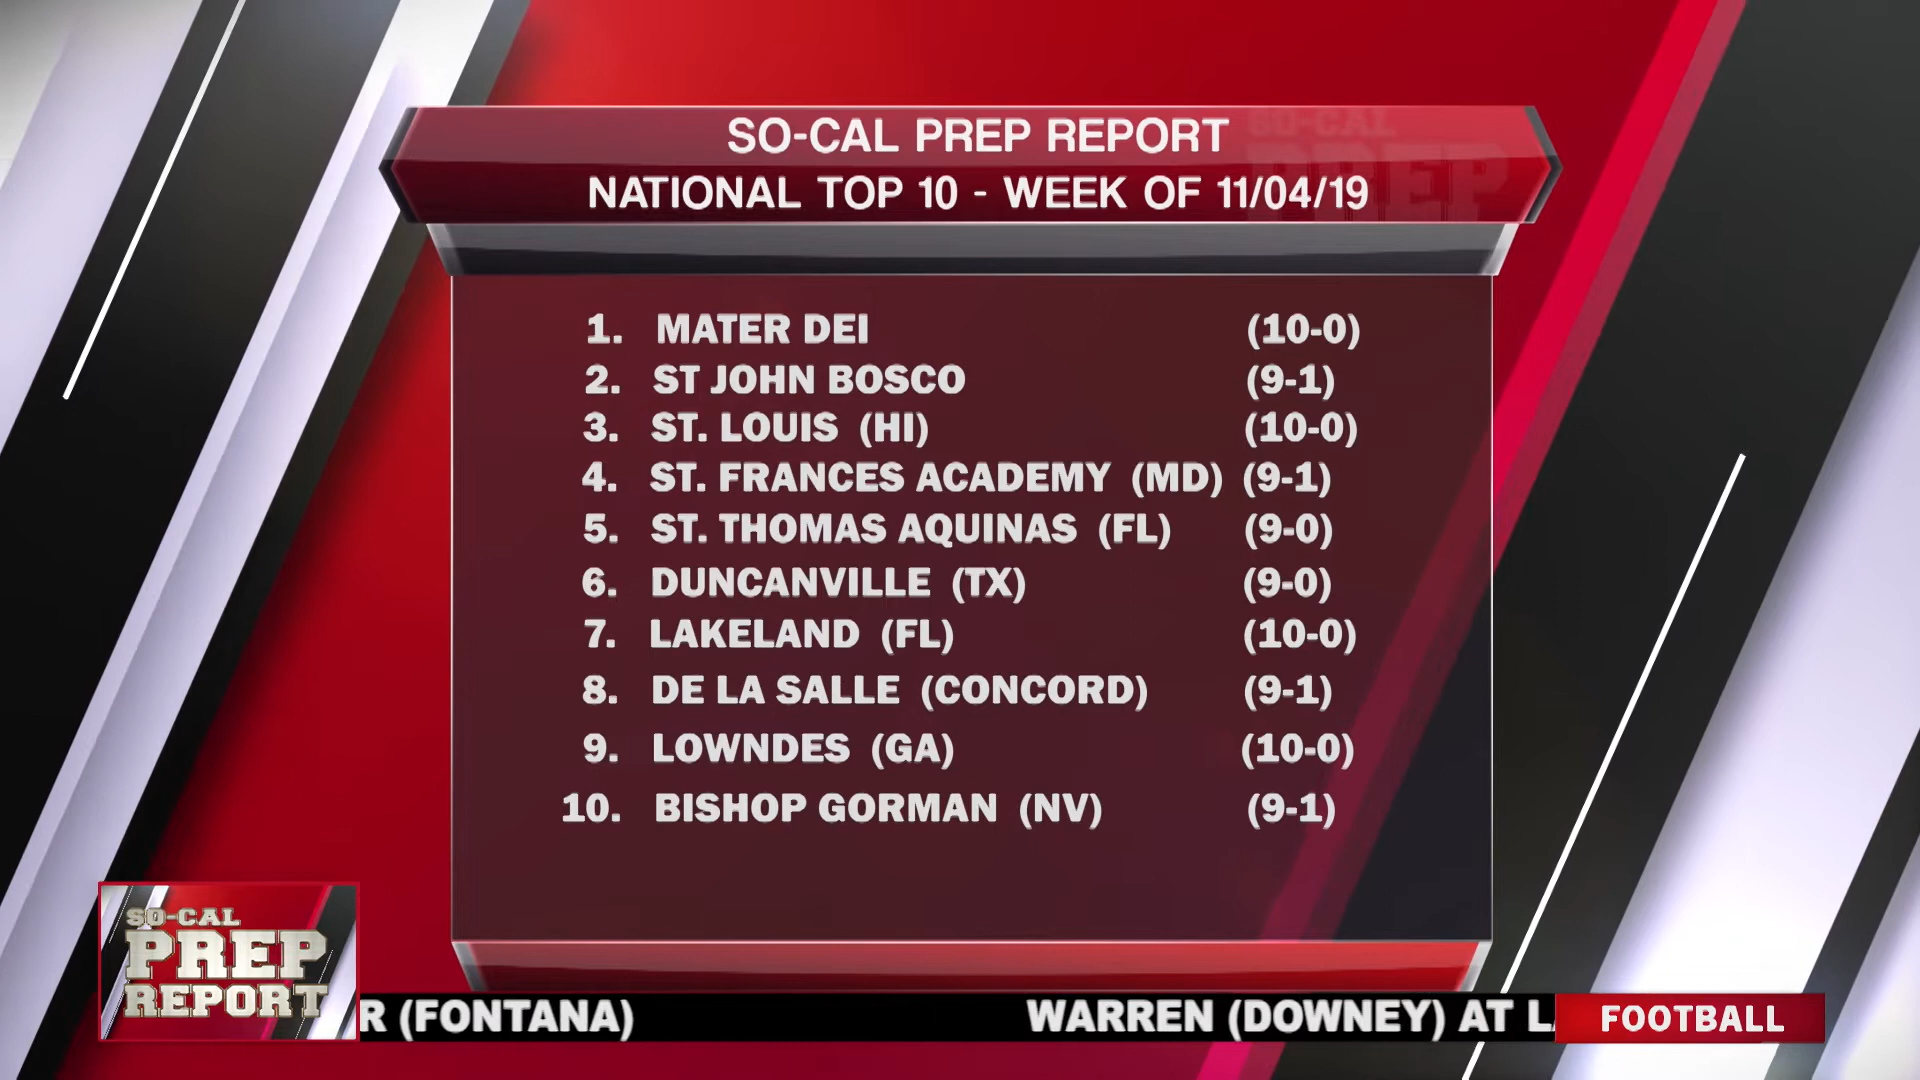 SO-CAL PREP REPORT
NATIONAL TOP 10 - WEEK OF 11/04/19
1. MATER DEI (10-0)
2. ST JOHN BOSCO (9-1)
3. ST. LOUIS (HI) (10-0)
4. ST. FRANCES ACADEMY (MD) (9-1)
5. ST. THOMAS AQUINAS (FL) (9-0)
6. DUNCANVILLE (TX) (9-0)
7. LAKELAND (FL) (10-0)
8. DE LA SALLE (CONCORD) (9-1)
9. LOWNDES (GA) (10-0)
10. BISHOP GORMAN (NV) (9-1)
SO-CAL
PREP
REPORT
R (FONTANA) WARREN (DOWNEY) AT L
FOOTBALL